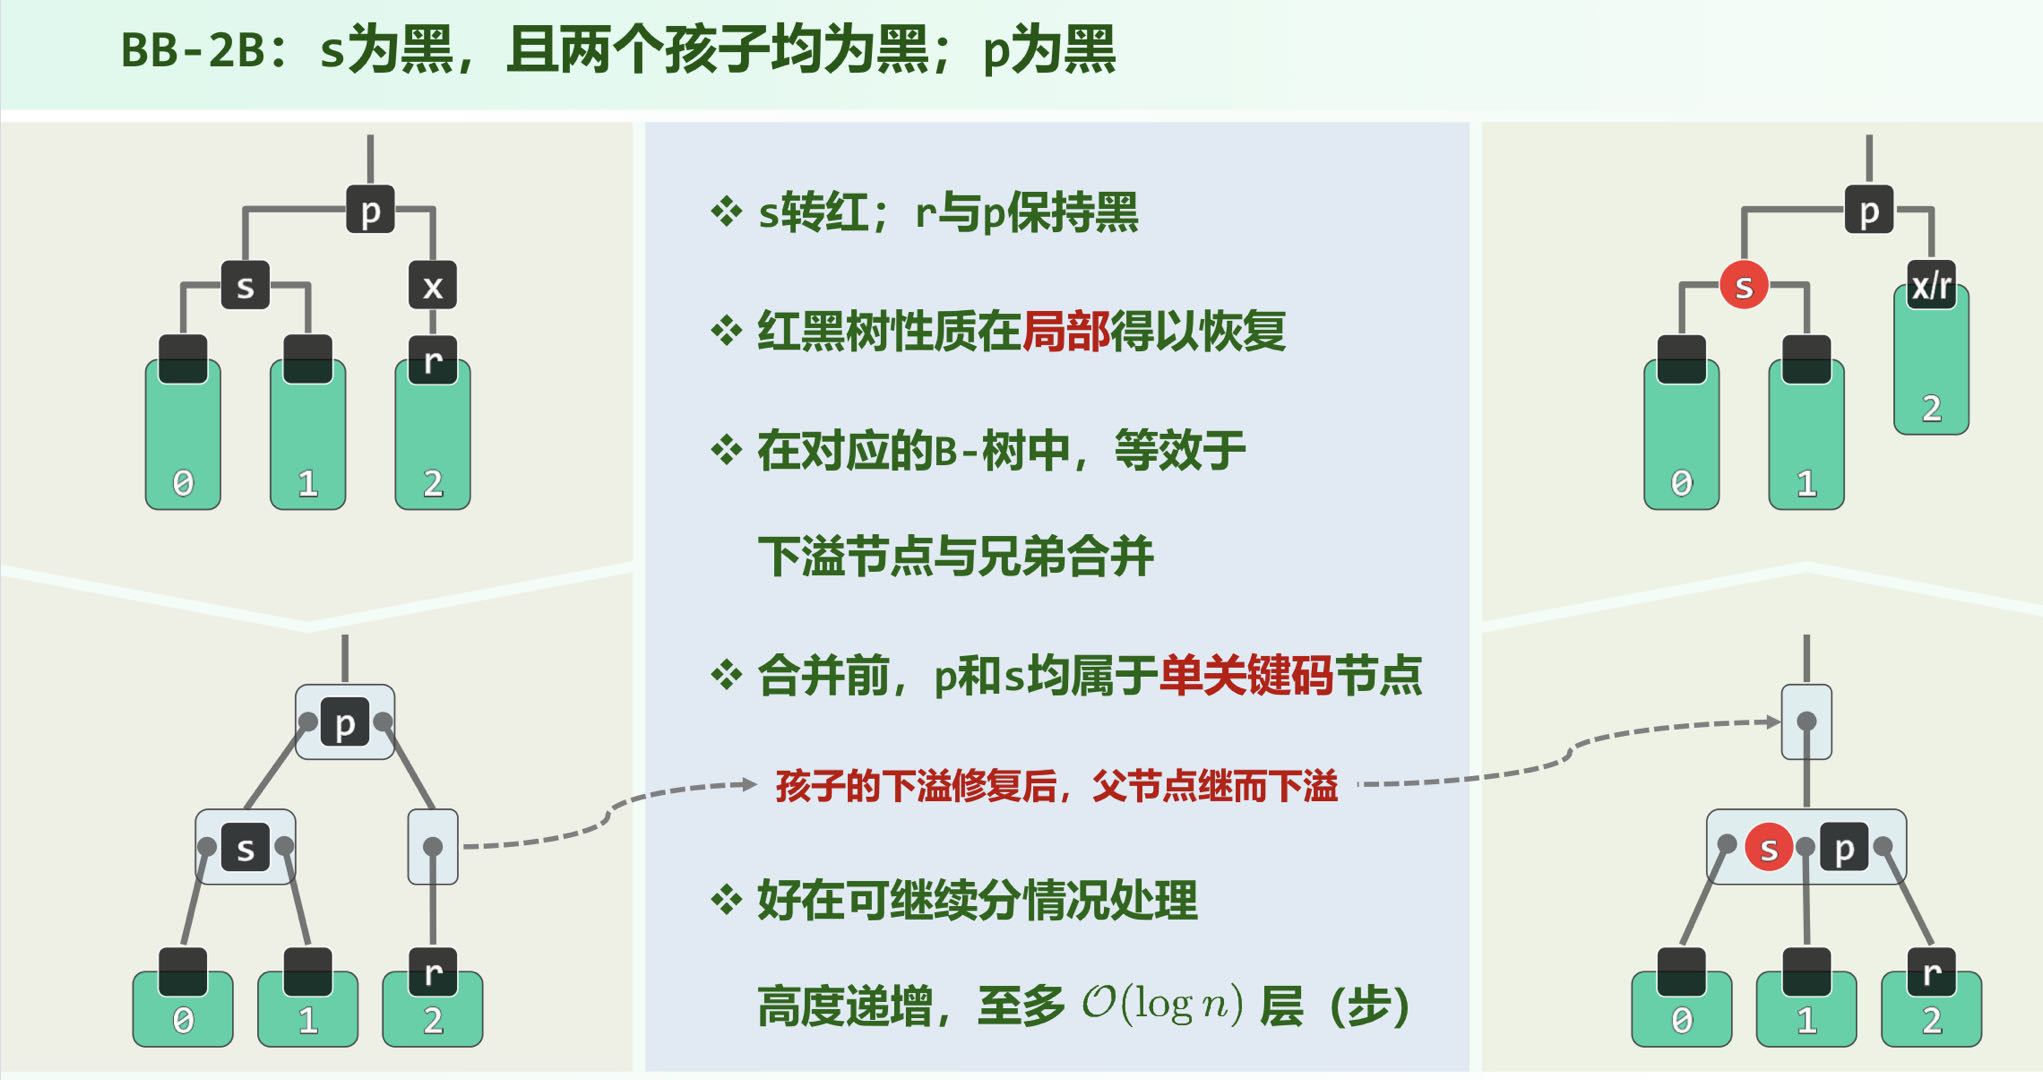 BB-2B：s为黑，且两个孩子均为黑；p为黑
p
s
x
r
0
1
2
p
s
r
0
1
2
❖ s转红；r与p保持黑
❖ 红黑树性质在局部得以恢复
❖ 在对应的B-树中，等效于
下溢节点与兄弟合并
❖ 合并前，p和s均属于单关键码节点
孩子的下溢修复后，父节点继而下溢
❖ 好在可继续分情况处理
高度递增，至多 O(log n) 层（步）
p
s
x/r
2
0
1
s
p
r
0
1
2